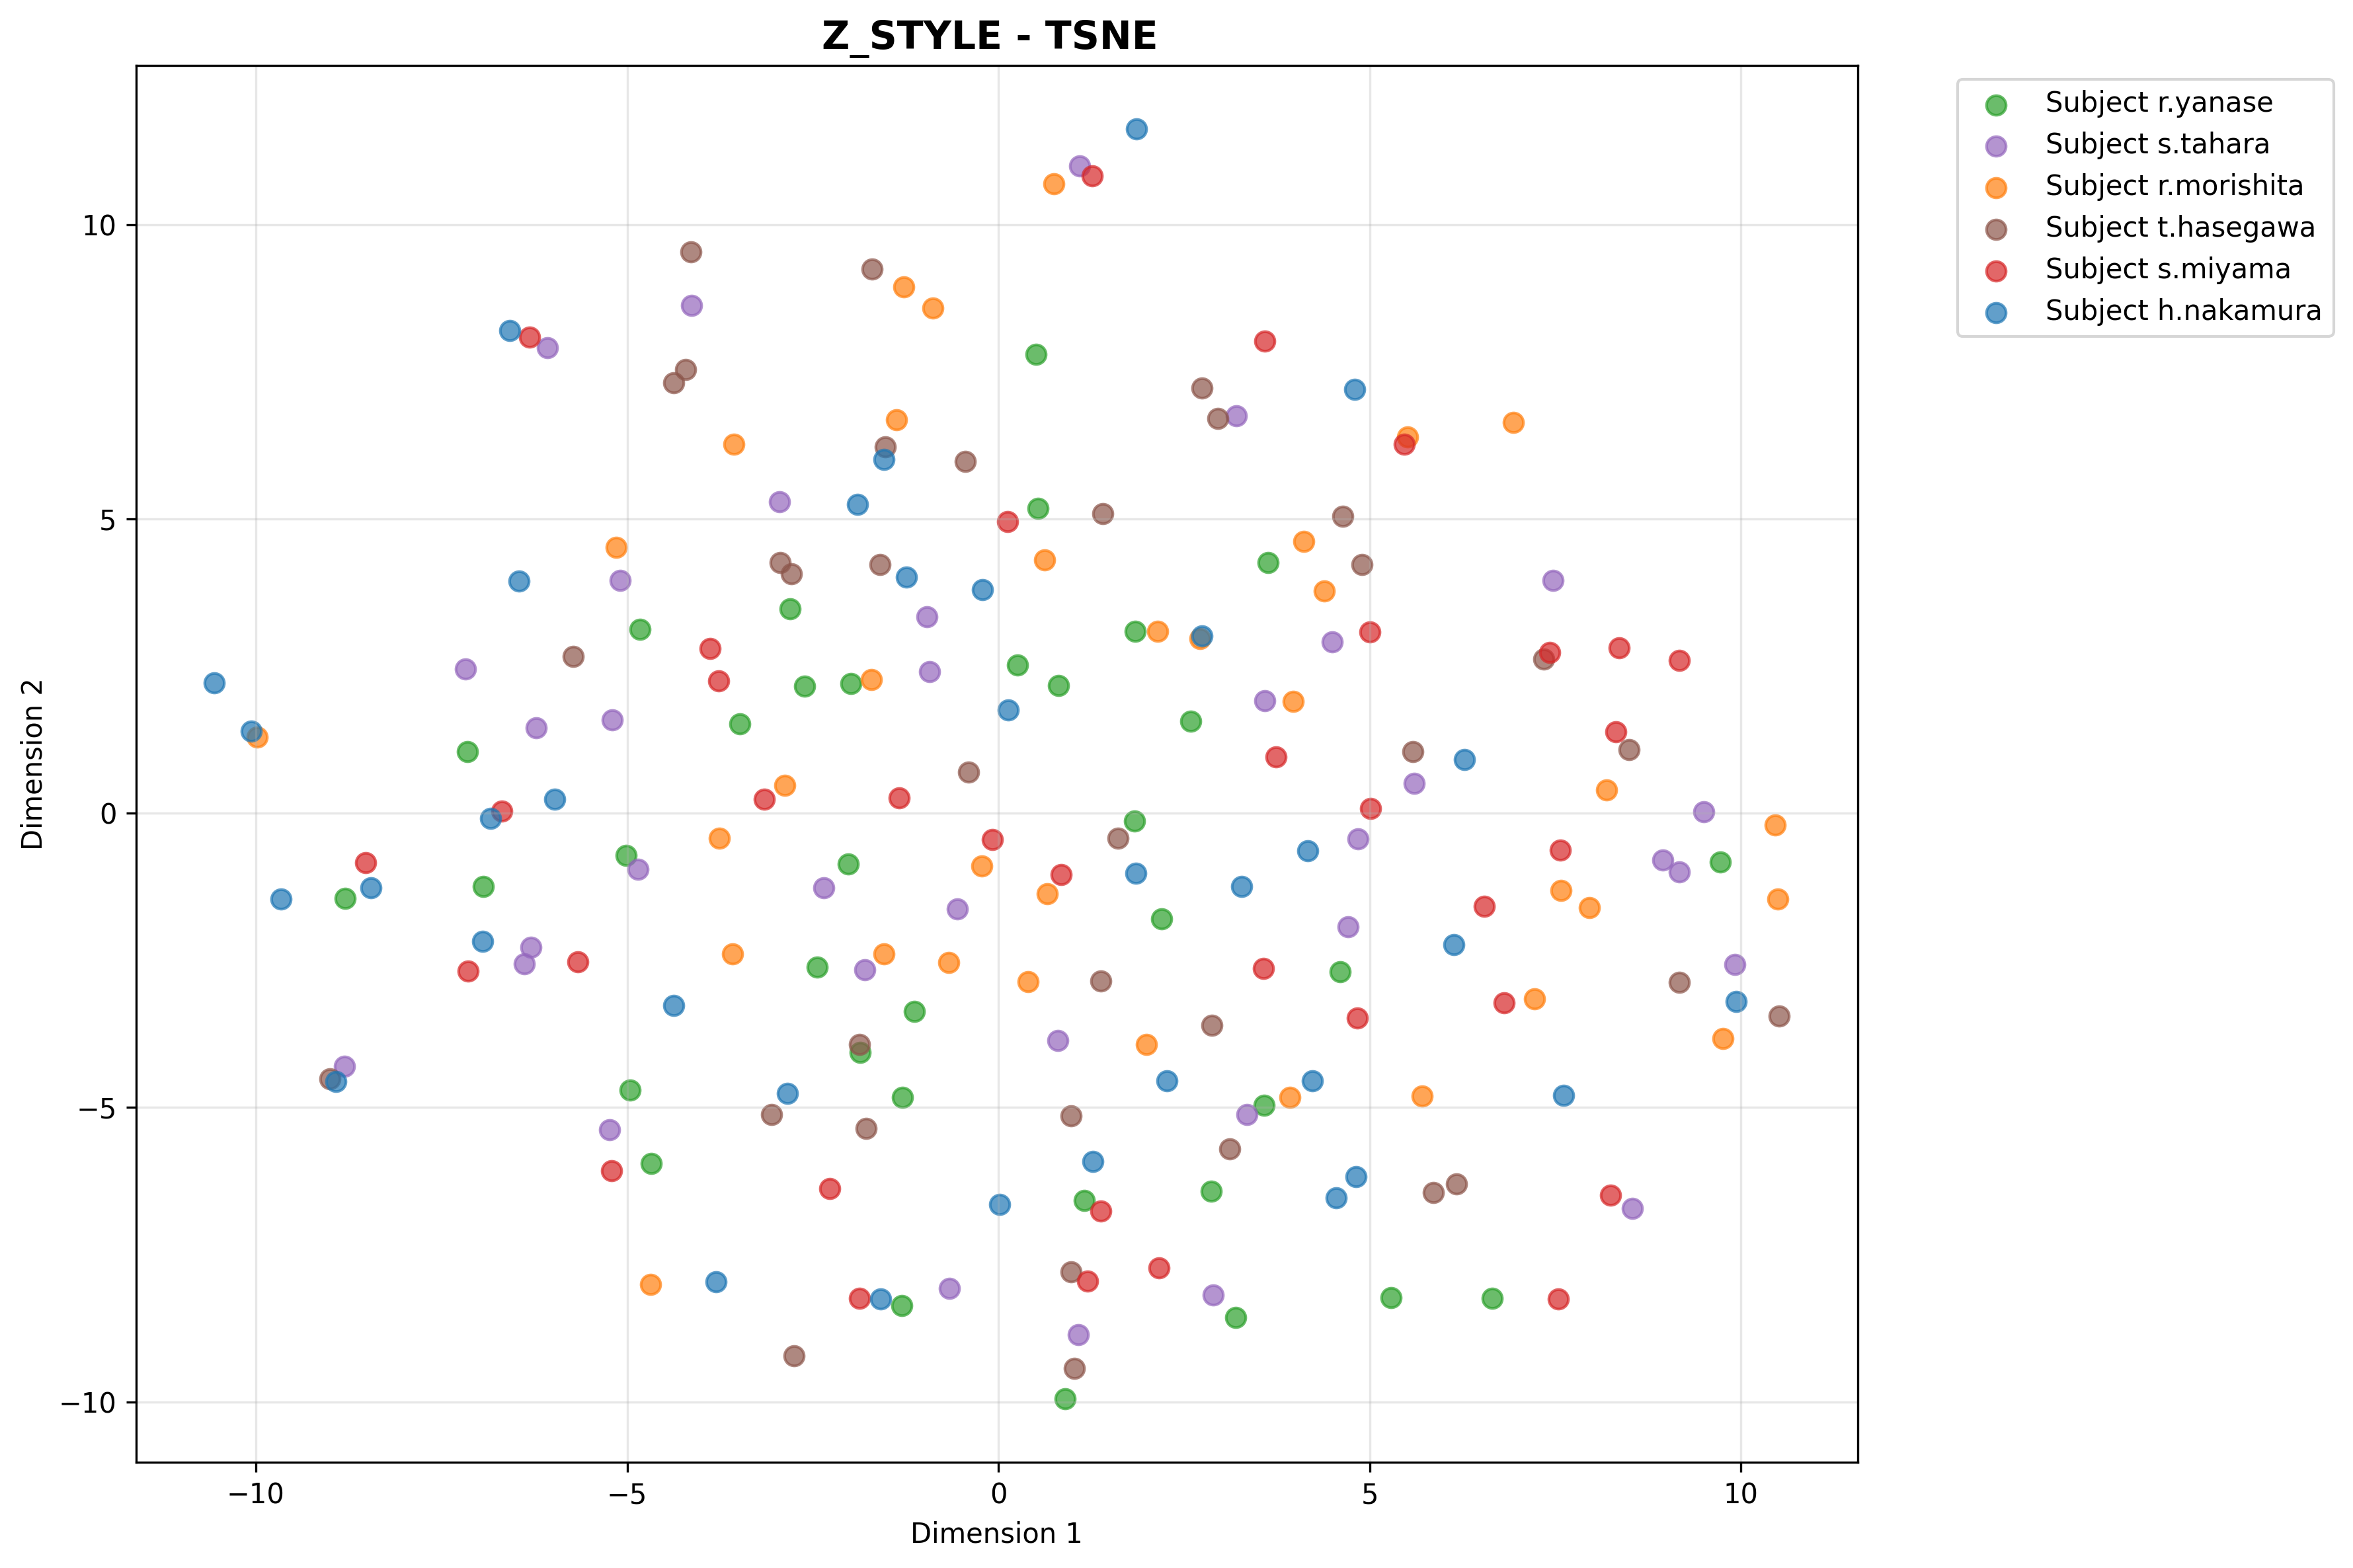 Z_STYLE - TSNE
Subject r.yanase
Subject s.tahara
Subject r.morishita
Subject t.hasegawa
Subject s.miyama
Subject h.nakamura
10
5
0
−5
−10
Dimension 2
−10
−5
0
5
10
Dimension 1